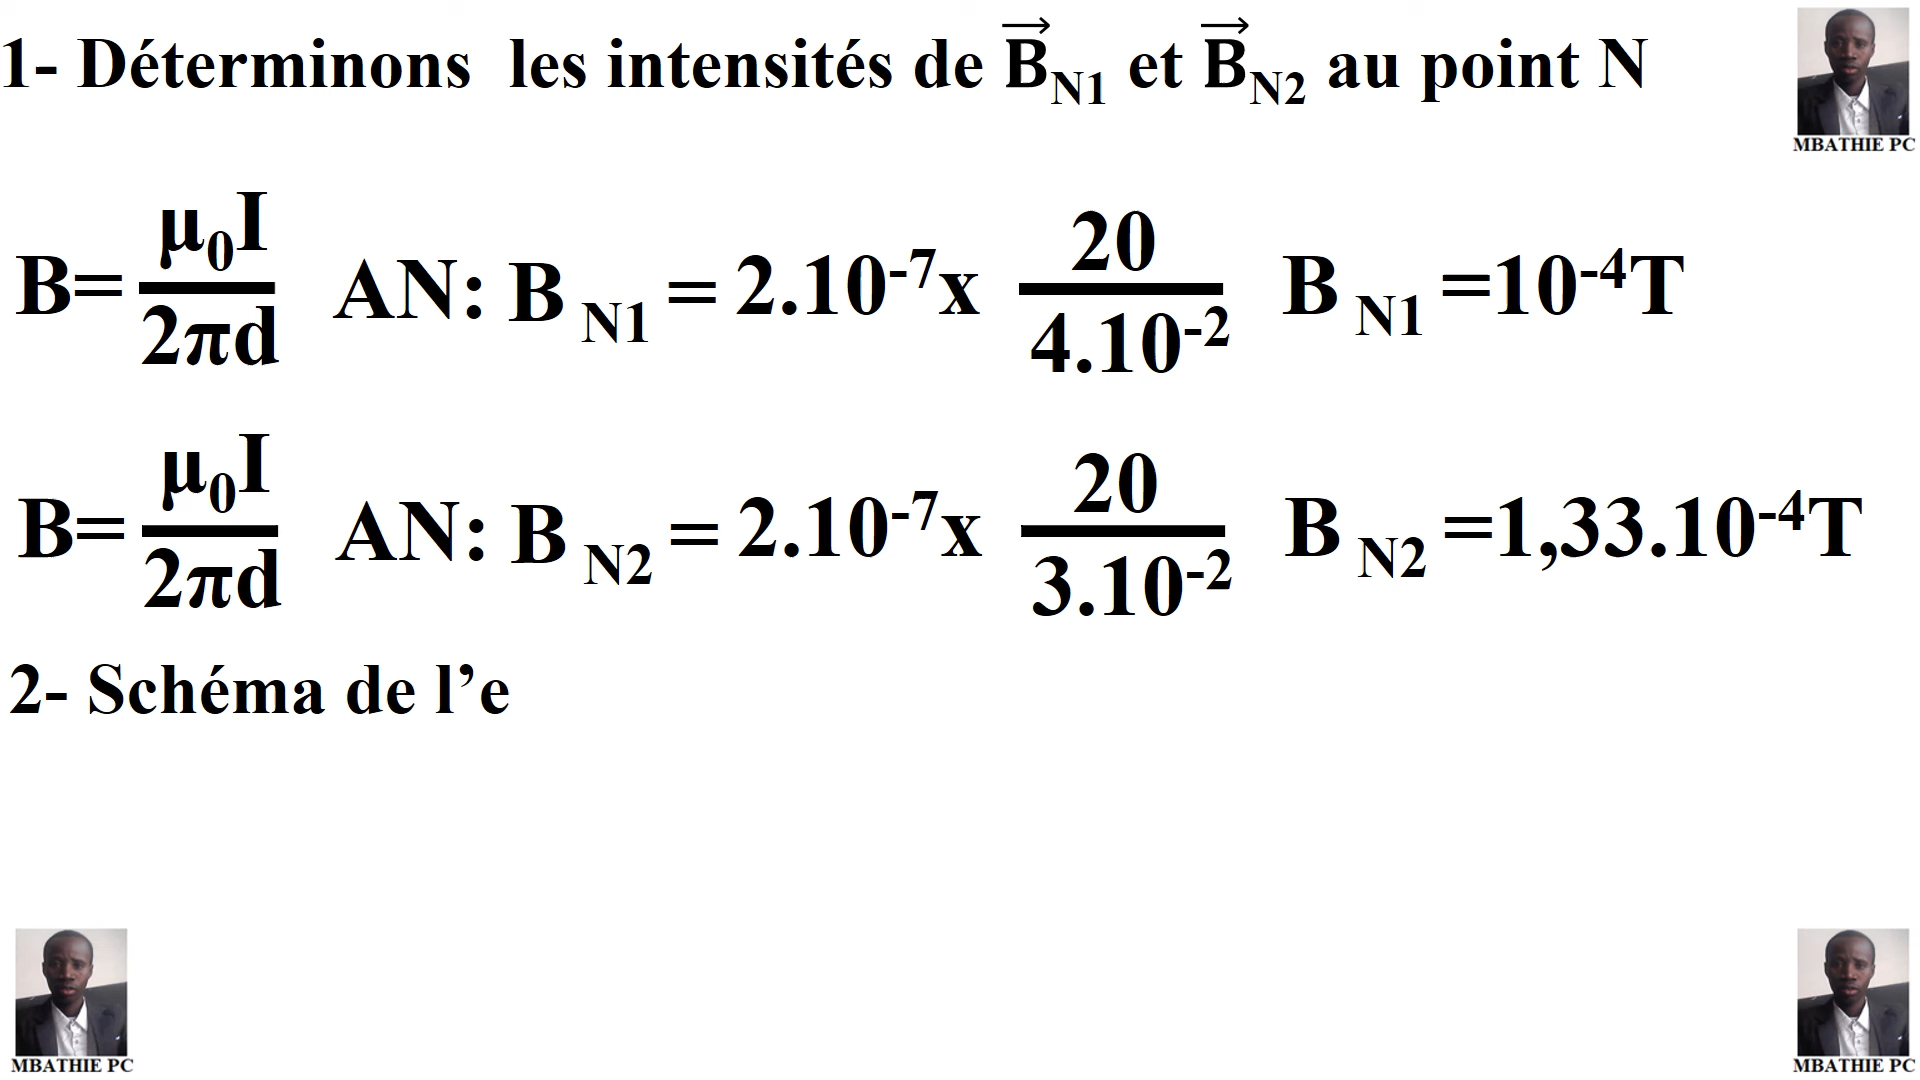 1- Déterminons les intensités de B⃗N1 et B⃗N2 au point N
MBATHIE PC
B= μ₀I / 2πd AN: B N1 = 2.10⁻⁷x 20 / 4.10⁻² B N1 =10⁻⁴T
B= μ₀I / 2πd AN: B N2 = 2.10⁻⁷x 20 / 3.10⁻² B N2 =1,33.10⁻⁴T
2- Schéma de l’e
MBATHIE PC
MBATHIE PC